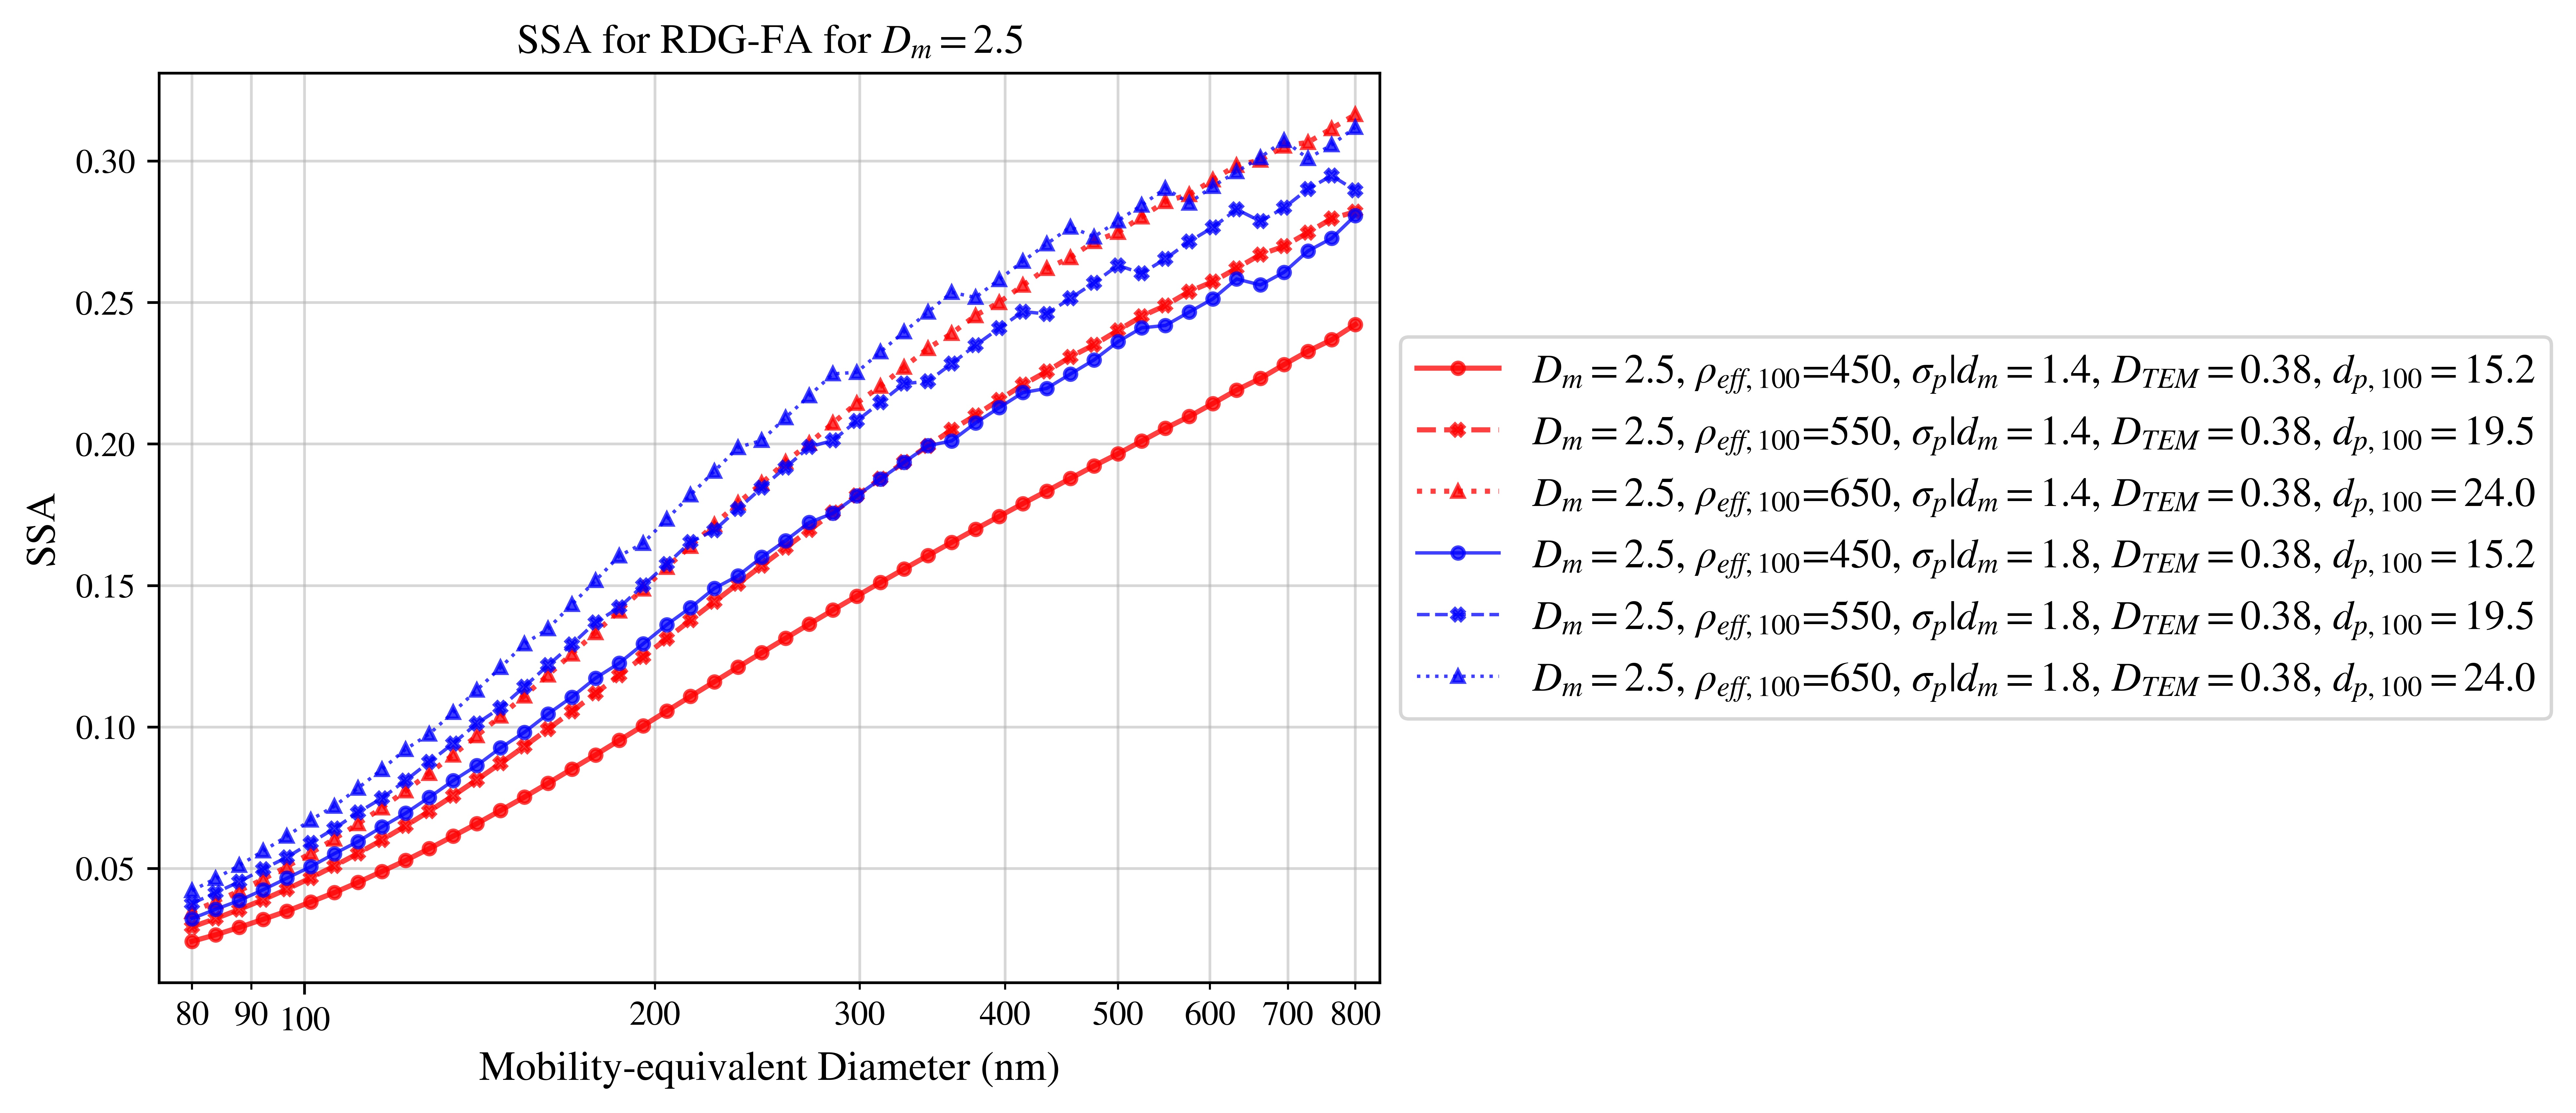 SSA for RDG-FA for Dₘ = 2.5
SSA
0.30
0.25
0.20
0.15
0.10
0.05
80 90 100 200 300 400 500 600 700 800
Mobility-equivalent Diameter (nm)
D_m = 2.5, ρ_eff,100=450, σ_p|d_m = 1.4, D_TEM = 0.38, d_p,100 = 15.2
D_m = 2.5, ρ_eff,100=550, σ_p|d_m = 1.4, D_TEM = 0.38, d_p,100 = 19.5
D_m = 2.5, ρ_eff,100=650, σ_p|d_m = 1.4, D_TEM = 0.38, d_p,100 = 24.0
D_m = 2.5, ρ_eff,100=450, σ_p|d_m = 1.8, D_TEM = 0.38, d_p,100 = 15.2
D_m = 2.5, ρ_eff,100=550, σ_p|d_m = 1.8, D_TEM = 0.38, d_p,100 = 19.5
D_m = 2.5, ρ_eff,100=650, σ_p|d_m = 1.8, D_TEM = 0.38, d_p,100 = 24.0